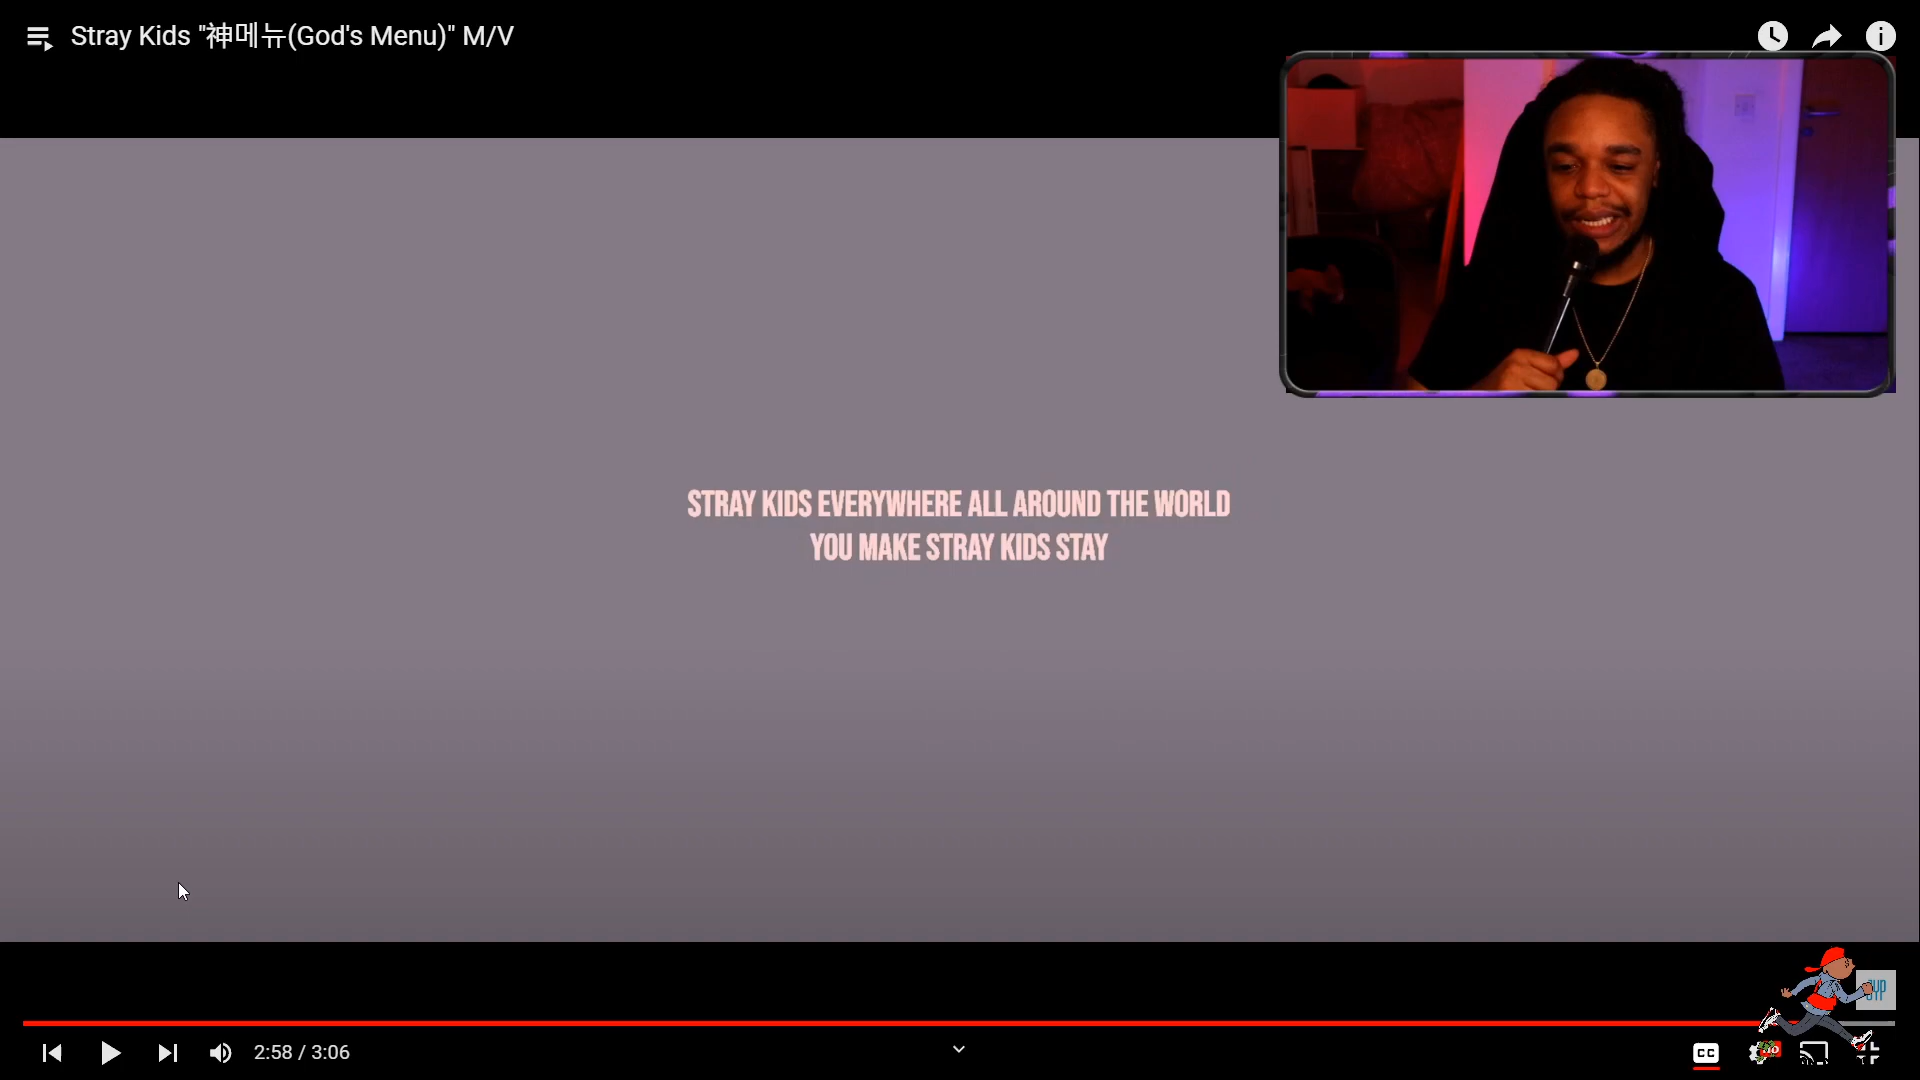 Stray Kids "神메뉴(God's Menu)" M/V
STRAY KIDS EVERYWHERE ALL AROUND THE WORLD
YOU MAKE STRAY KIDS STAY
JYP
2:58 / 3:06
CC